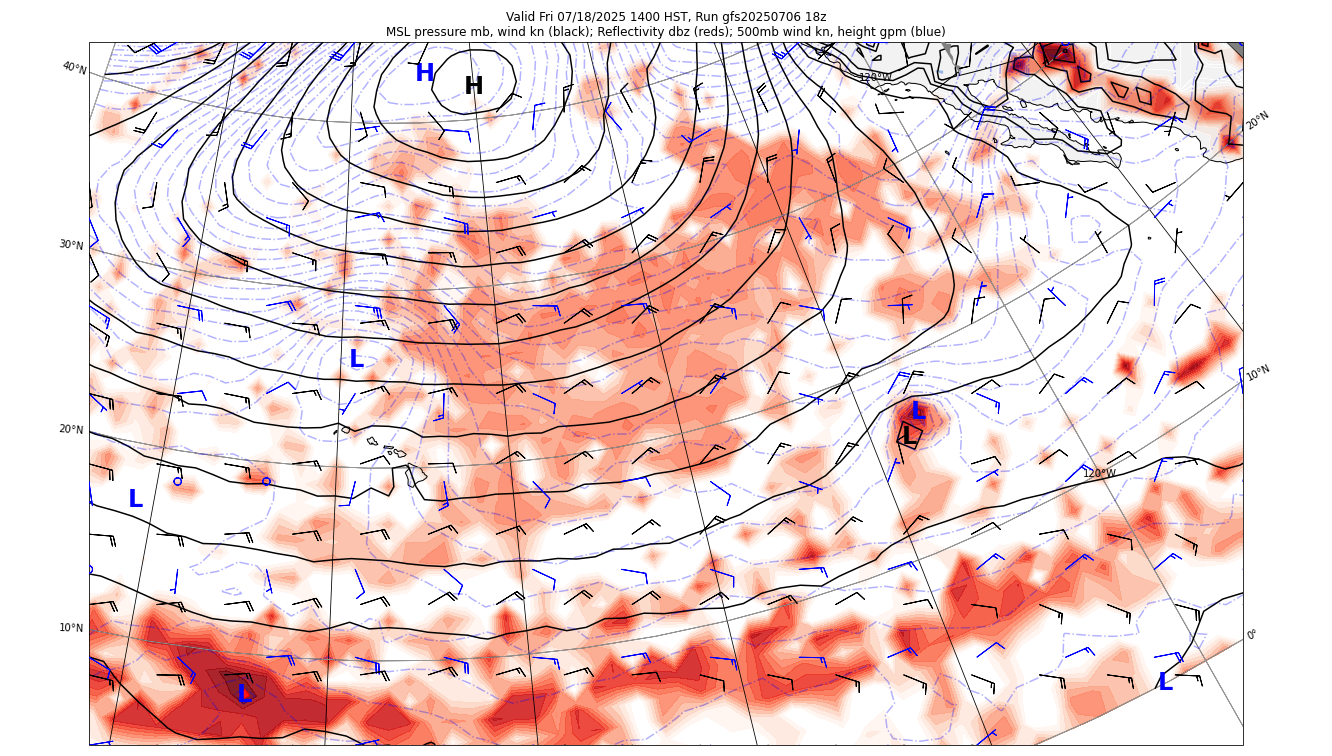 Valid Fri 07/18/2025 1400 HST, Run gfs20250706 18z
MSL pressure mb, wind kn (black); Reflectivity dbz (reds); 500mb wind kn, height gpm (blue)
40°N
H
H
120°W
20°N
30°N
L
10°N
L
L
20°N
120°W
L
10°N
0°
L
L